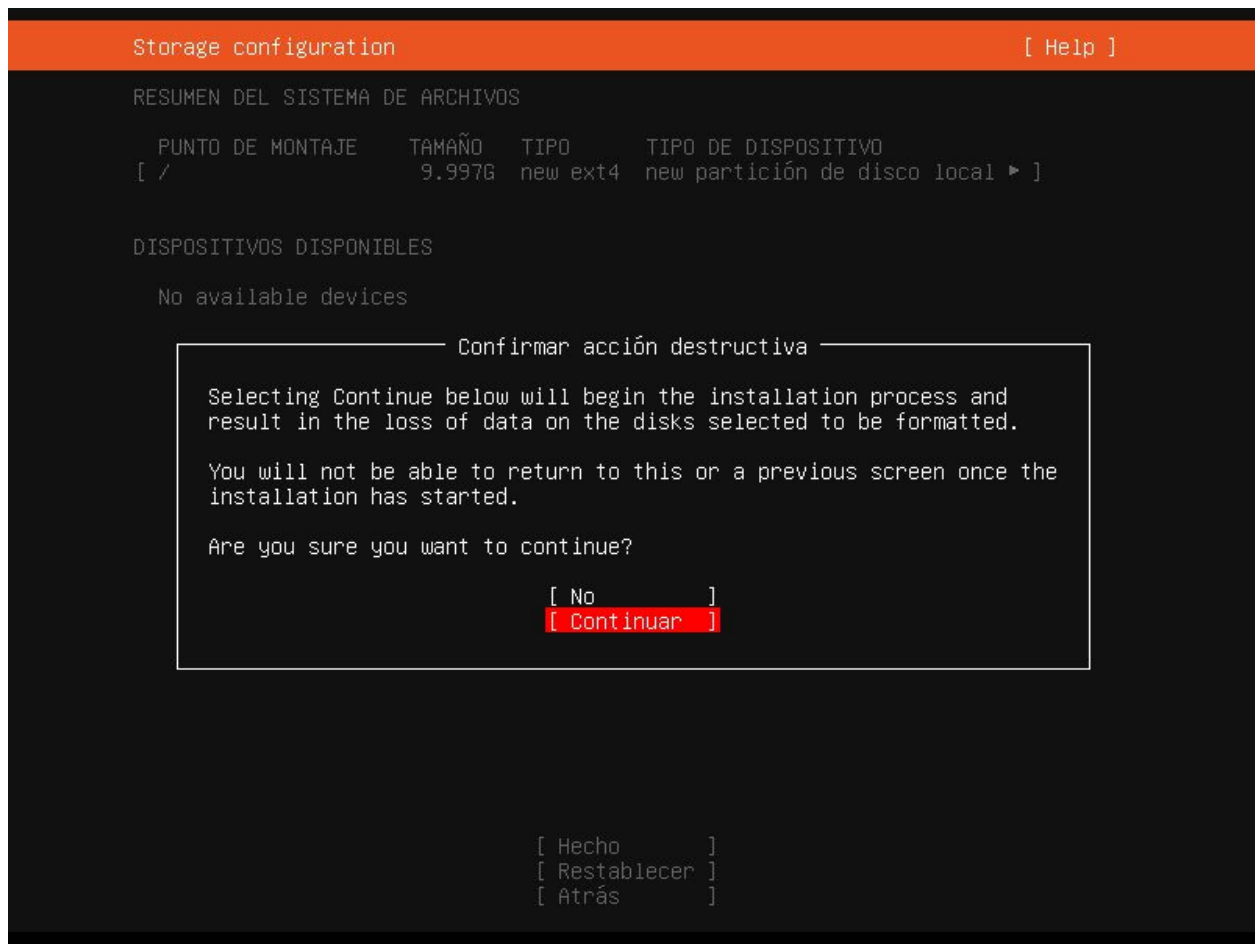 Storage configuration [ Help ]
RESUMEN DEL SISTEMA DE ARCHIVOS
PUNTO DE MONTAJE TAMAÑO TIPO TIPO DE DISPOSITIVO
[ / 9.997G new ext4 new partición de disco local ▸ ]
DISPOSITIVOS DISPONIBLES
No available devices
Confirmar acción destructiva
Selecting Continue below will begin the installation process and
result in the loss of data on the disks selected to be formatted.
You will not be able to return to this or a previous screen once the
installation has started.
Are you sure you want to continue?
[ No ]
[ Continuar ]
[ Hecho ]
[ Restablecer ]
[ Atrás ]